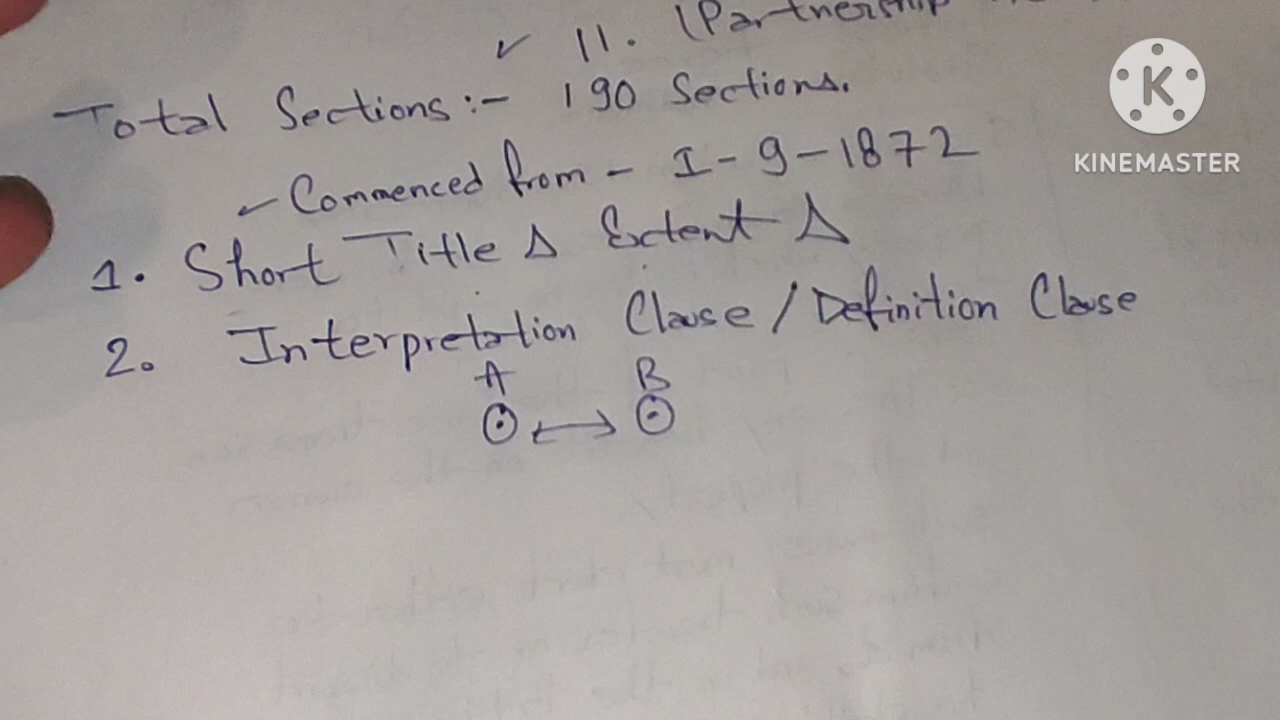 ✓ 11. (Partnership
Total Sections :- 190 Sections.
✓ Commenced from - I-9-1872
1. Short Title Δ Extent Δ
2. Interpretation Clause / Definition Clause
A B
K
KINEMASTER